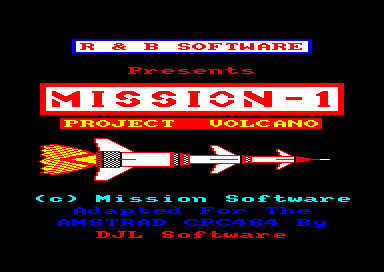 R & B SOFTWARE
Presents
MISSION-1
PROJECT VOLCANO
(c) Mission Software
Adapted For The
AMSTRAD CPC464 By
DJL Software